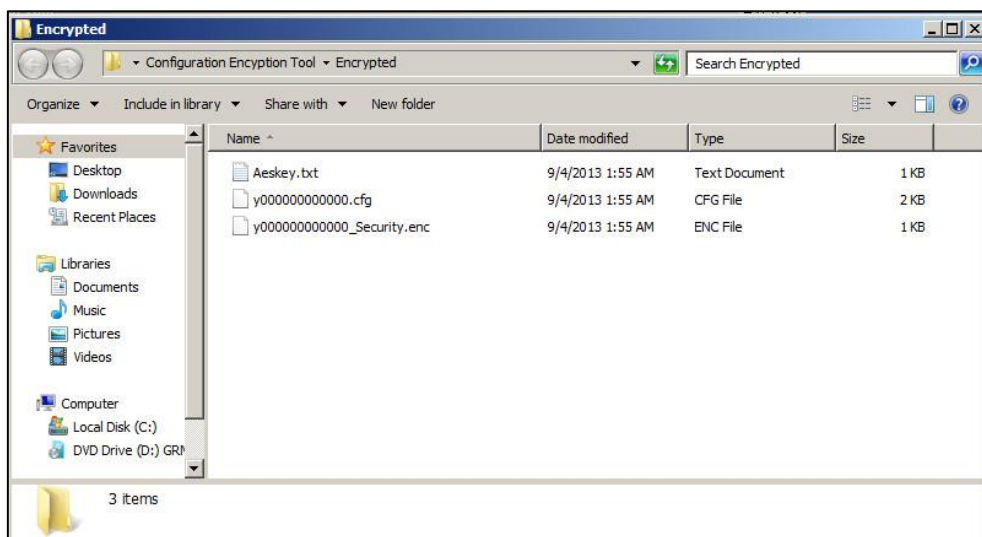 Encrypted
Configuration Encyption Tool Encrypted
Search Encrypted
Organize Include in library Share with New folder
Name Date modified Type Size
Aeskey.txt 9/4/2013 1:55 AM Text Document 1 KB
y000000000000.cfg 9/4/2013 1:55 AM CFG File 2 KB
y000000000000_Security.enc 9/4/2013 1:55 AM ENC File 1 KB
Favorites
Desktop
Downloads
Recent Places
Libraries
Documents
Music
Pictures
Videos
Computer
Local Disk (C:)
DVD Drive (D:)
3 items